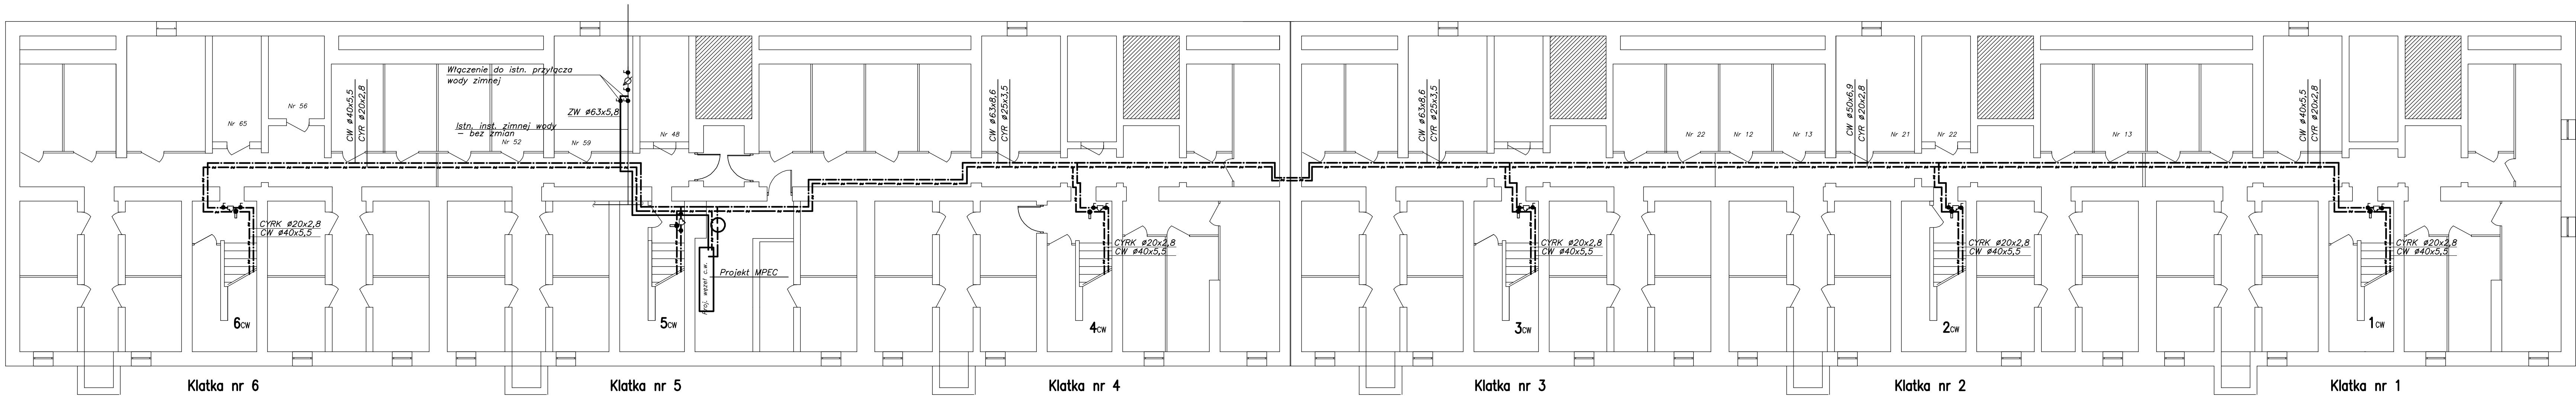 Nr 65
Nr 56
CW ø40x5,5
CYR ø20x2,8
Włączenie do istn. przyłącza
wody zimnej
ZW ø63x5,8
Istn. inst. zimnej wody
– bez zmian
Nr 52
Nr 59
Nr 48
CW ø63x8,6
CYR ø25x3,5
CW ø63x8,6
CYR ø25x3,5
Nr 22
Nr 12
Nr 13
CW ø50x6,9
CYR ø20x2,8
Nr 21
Nr 22
Nr 13
CW ø40x5,5
CYR ø20x2,8
CYRK ø20x2,8
CW ø40x5,5
Proj. węzeł c.w.
Projekt MPEC
CYRK ø20x2,8
CW ø40x5,5
CYRK ø20x2,8
CW ø40x5,5
CYRK ø20x2,8
CW ø40x5,5
CYRK ø20x2,8
CW ø40x5,5
6CW
5CW
4CW
3CW
2CW
1CW
Klatka nr 6
Klatka nr 5
Klatka nr 4
Klatka nr 3
Klatka nr 2
Klatka nr 1